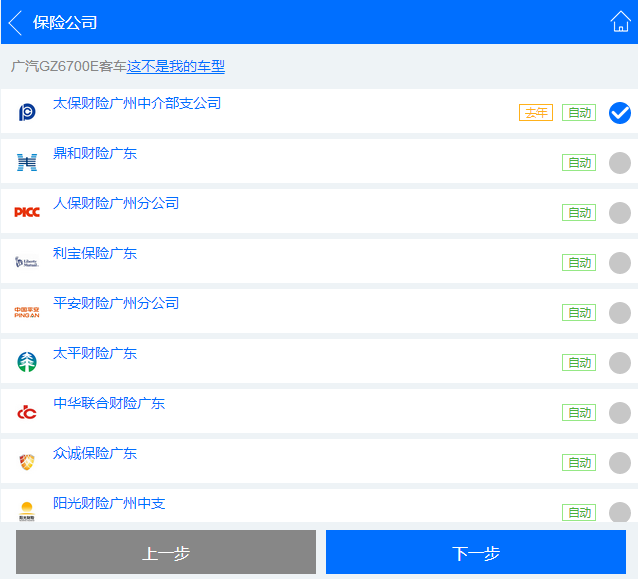 保险公司
广汽GZ6700E客车这不是我的车型
太保财险广州中介部支公司 去年 自动
鼎和财险广东 自动
PICC 人保财险广州分公司 自动
利宝保险广东 自动
中国平安 PINGAN 平安财险广州分公司 自动
太平财险广东 自动
中华联合财险广东 自动
众诚保险广东 自动
阳光财险广州中支 自动
上一步 下一步